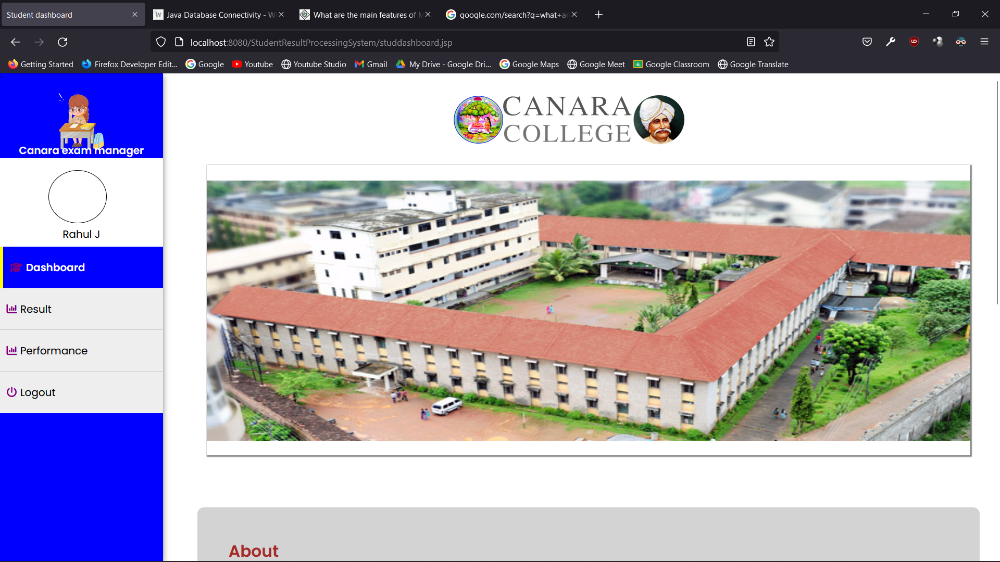 Student dashboard
Java Database Connectivity - W
What are the main features of M
google.com/search?q=what+ar
localhost:8080/StudentResultProcessingSystem/studdashboard.jsp
Getting Started
Firefox Developer Edit...
Google
Youtube
Youtube Studio
Gmail
My Drive - Google Dri...
Google Maps
Google Meet
Google Classroom
Google Translate
Canara exam manager
Rahul J
Dashboard
Result
Performance
Logout
CANARA
COLLEGE
About